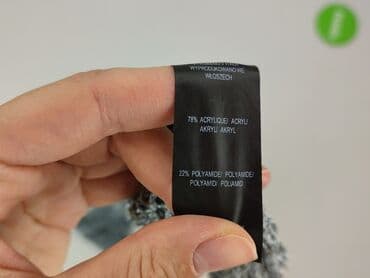 WYPRODUKOWANO WE
WŁOSZECH
78% ACRYLIQUE/ ACRYL/
AKRYL/ AKRYL
22% POLYAMIDE/ POLYAMIDE/
POLYAMID/ POLIAMID